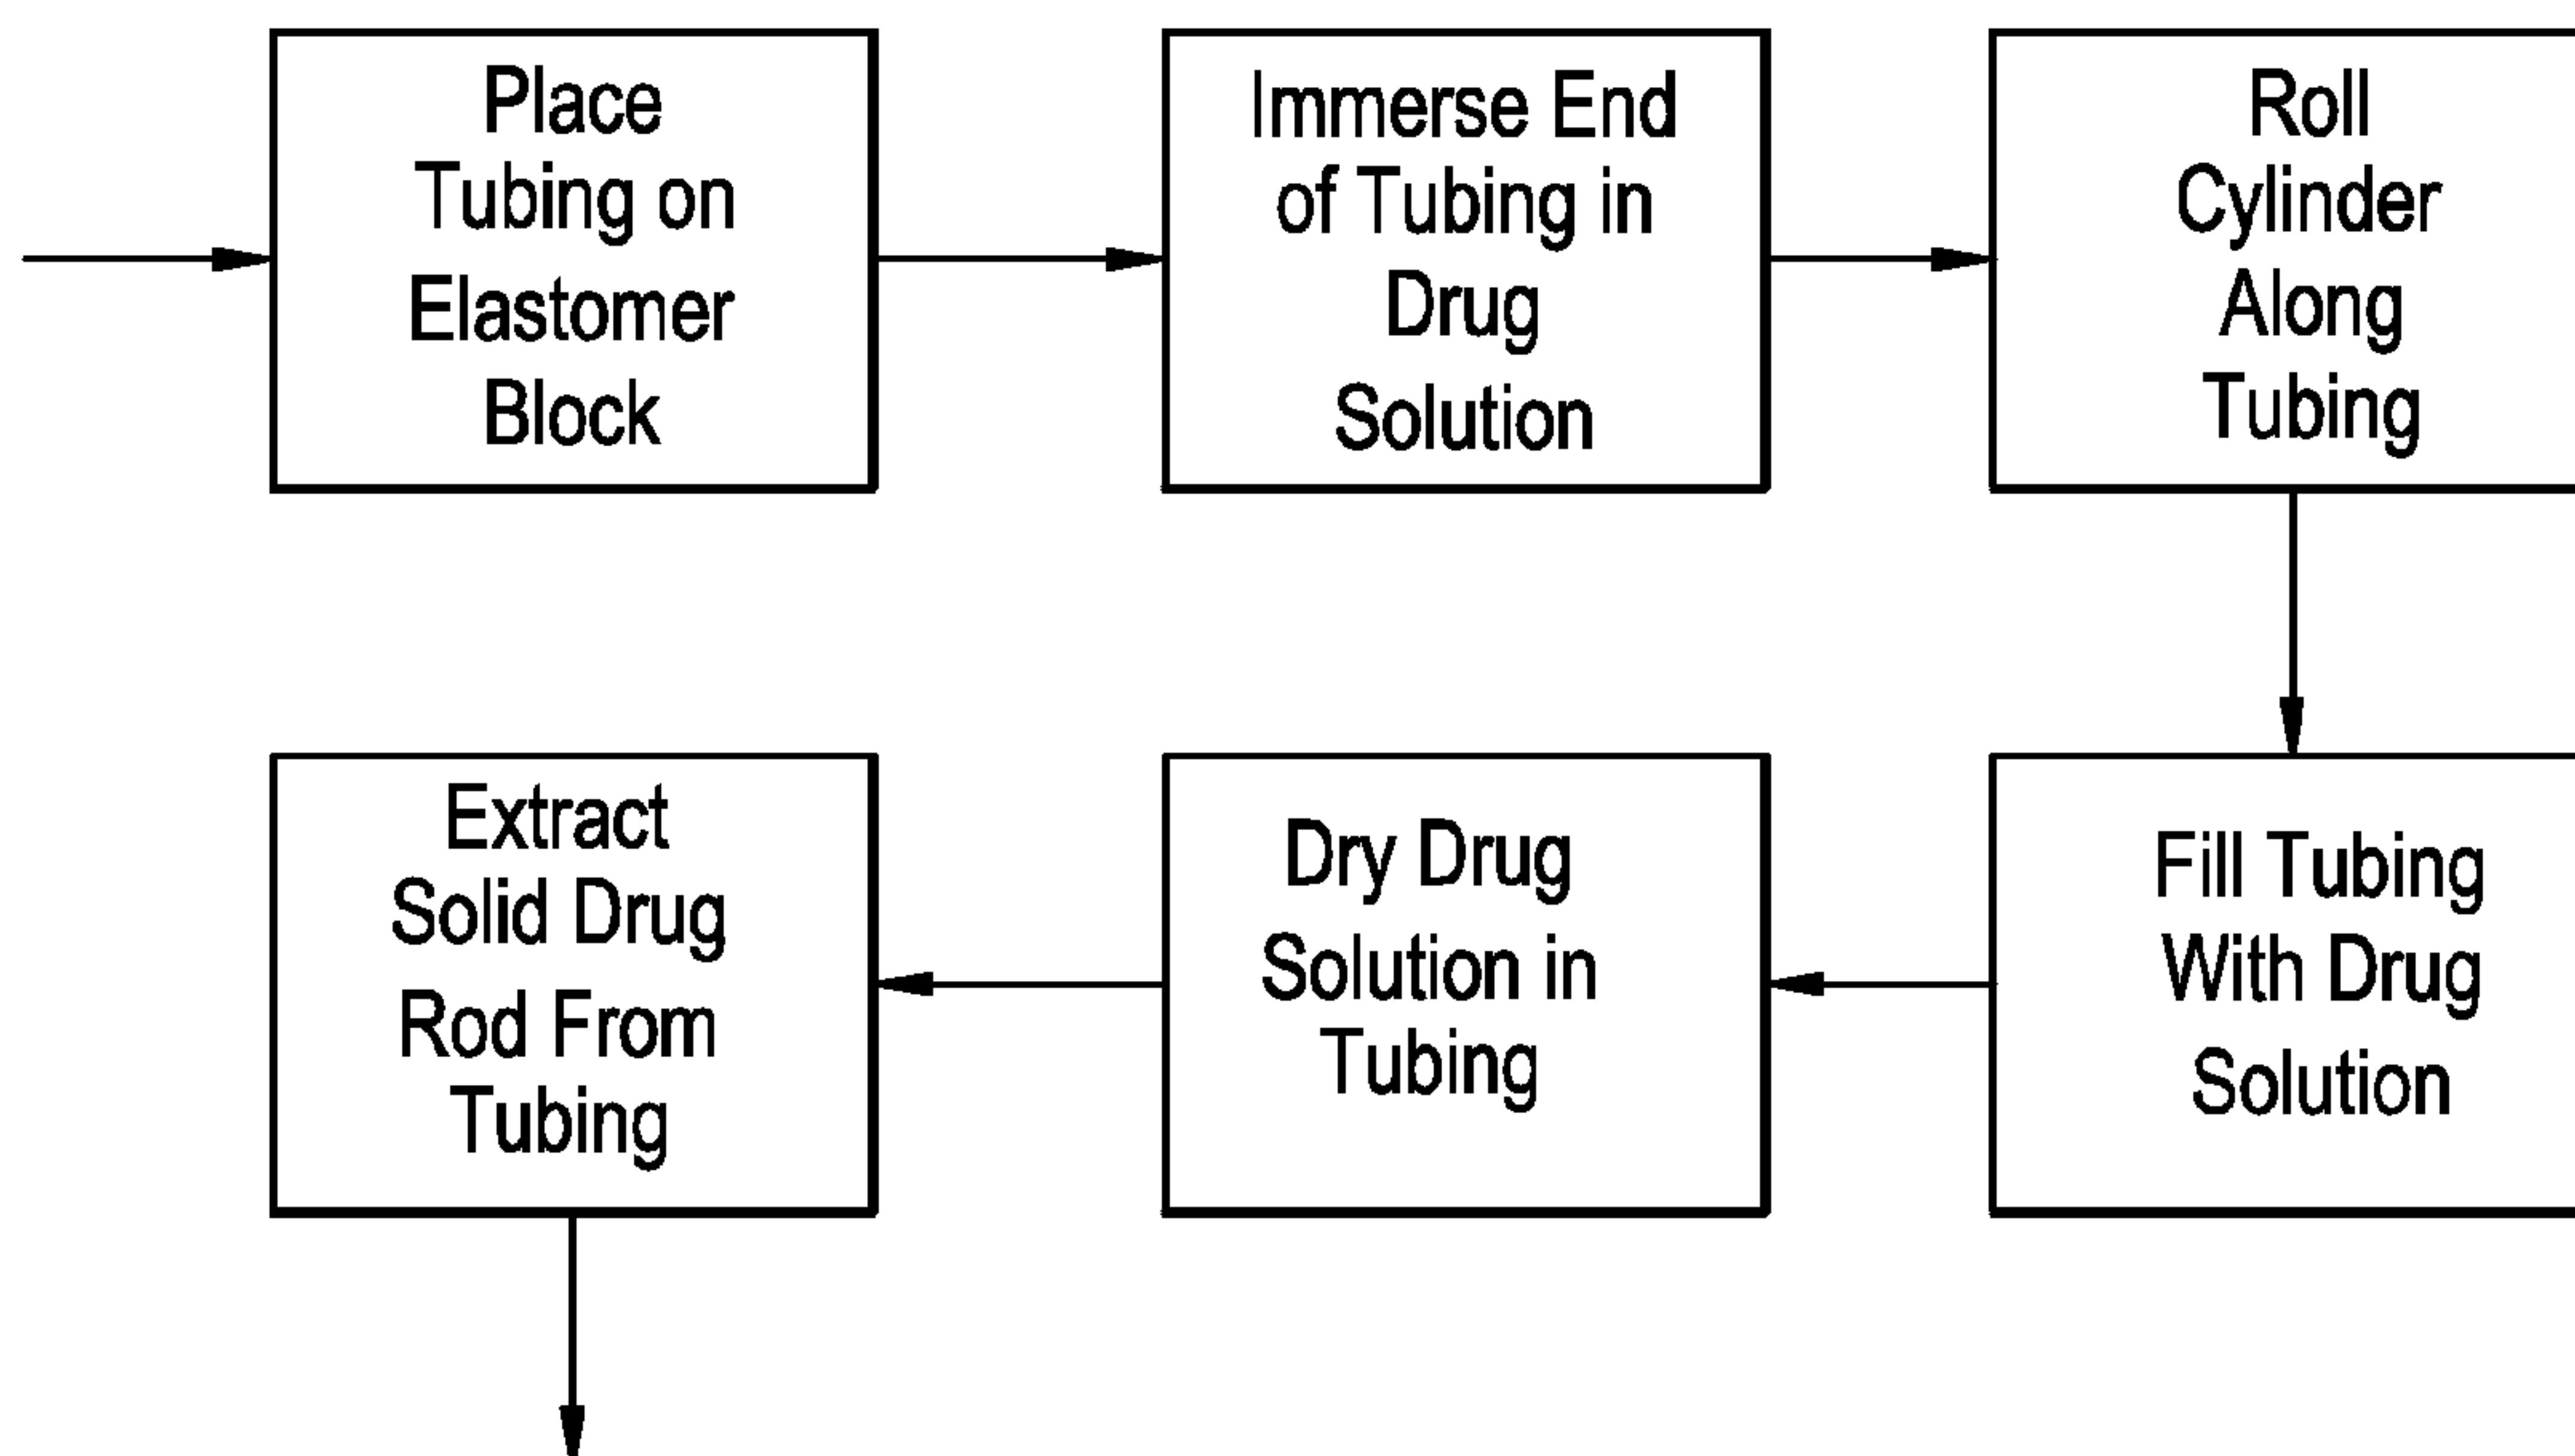 Place
Tubing on
Elastomer
Block
Immerse End
of Tubing in
Drug
Solution
Roll
Cylinder
Along
Tubing
Extract
Solid Drug
Rod From
Tubing
Dry Drug
Solution in
Tubing
Fill Tubing
With Drug
Solution